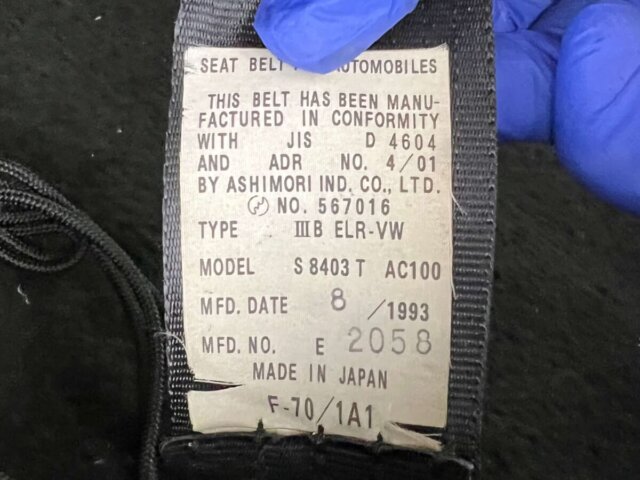 SEAT BELT AUTOMOBILES
THIS BELT HAS BEEN MANU-
FACTURED IN CONFORMITY
WITH JIS D 4604
AND ADR NO. 4/01
BY ASHIMORI IND. CO., LTD.
NO. 567016
TYPE ⅢB ELR-VW
MODEL S8403T AC100
MFD. DATE 8 / 1993
MFD. NO. E 2058
MADE IN JAPAN
F-70/1A1